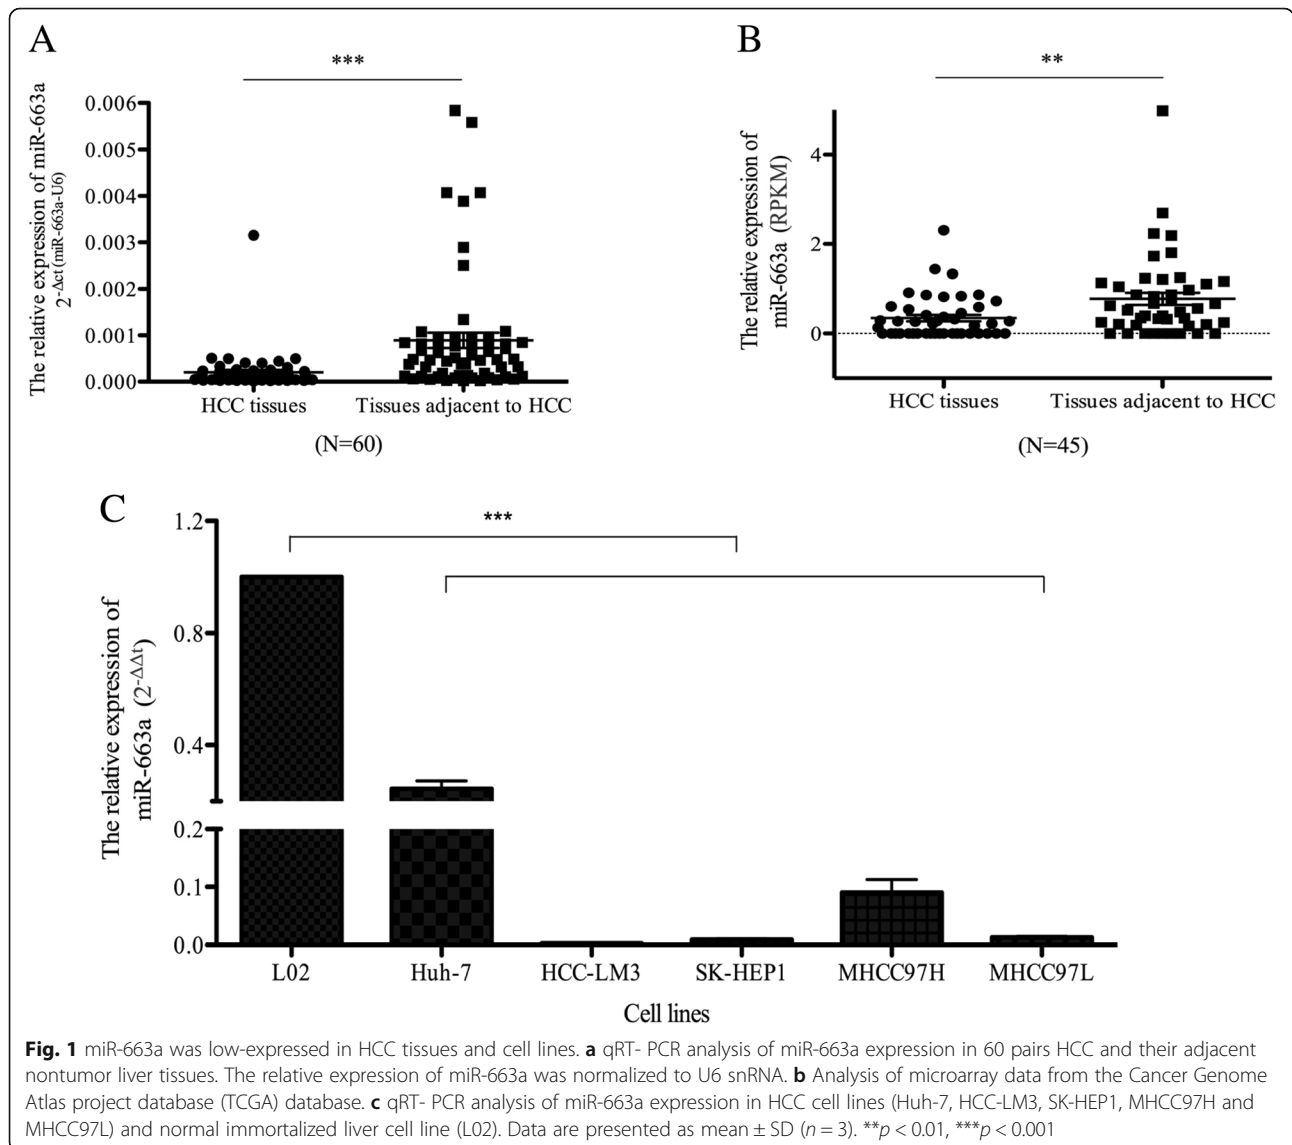 A
***
The relative expression of miR-663a
2-Δct (miR-663a-U6)
0.006
0.005
0.004
0.003
0.002
0.001
0.000
HCC tissues
Tissues adjacent to HCC
(N=60)
B
**
The relative expression of
miR-663a (RPKM)
4
2
0
HCC tissues
Tissues adjacent to HCC
(N=45)
C
***
The relative expression of
miR-663a (2-ΔΔt)
1.2
0.8
0.4
0.2
0.1
0.0
L02
Huh-7
HCC-LM3
SK-HEP1
MHCC97H
MHCC97L
Cell lines
Fig. 1 miR-663a was low-expressed in HCC tissues and cell lines. a qRT- PCR analysis of miR-663a expression in 60 pairs HCC and their adjacent
nontumor liver tissues. The relative expression of miR-663a was normalized to U6 snRNA. b Analysis of microarray data from the Cancer Genome
Atlas project database (TCGA) database. c qRT- PCR analysis of miR-663a expression in HCC cell lines (Huh-7, HCC-LM3, SK-HEP1, MHCC97H and
MHCC97L) and normal immortalized liver cell line (L02). Data are presented as mean ± SD (n = 3). **p < 0.01, ***p < 0.001